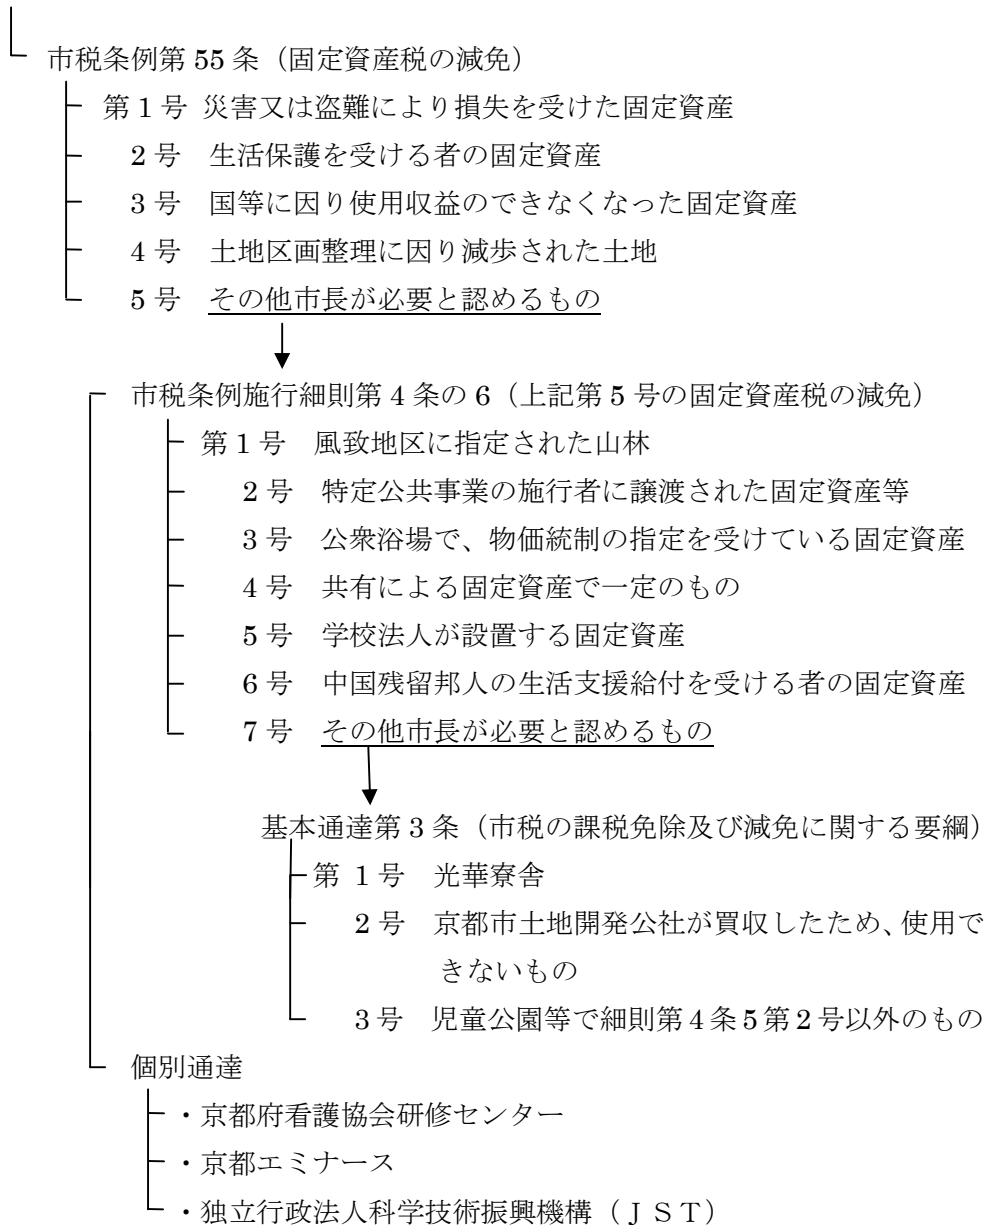 市税条例第 55 条（固定資産税の減免）
第 1 号 災害又は盗難により損失を受けた固定資産
2 号　生活保護を受ける者の固定資産
3 号　国等に因り使用収益のできなくなった固定資産
4 号　土地区画整理に因り減歩された土地
5 号　その他市長が必要と認めるもの
市税条例施行細則第 4 条の 6（上記第 5 号の固定資産税の減免）
第 1 号　風致地区に指定された山林
2 号　特定公共事業の施行者に譲渡された固定資産等
3 号　公衆浴場で、物価統制の指定を受けている固定資産
4 号　共有による固定資産で一定のもの
5 号　学校法人が設置する固定資産
6 号　中国残留邦人の生活支援給付を受ける者の固定資産
7 号　その他市長が必要と認めるもの
基本通達第 3 条（市税の課税免除及び減免に関する要綱）
第 1 号　光華寮舎
2 号　京都市土地開発公社が買収したため、使用で
きないもの
3 号　児童公園等で細則第 4 条 5 第 2 号以外のもの
個別通達
・京都府看護協会研修センター
・京都エミナース
・独立行政法人科学技術振興機構（ＪＳＴ）